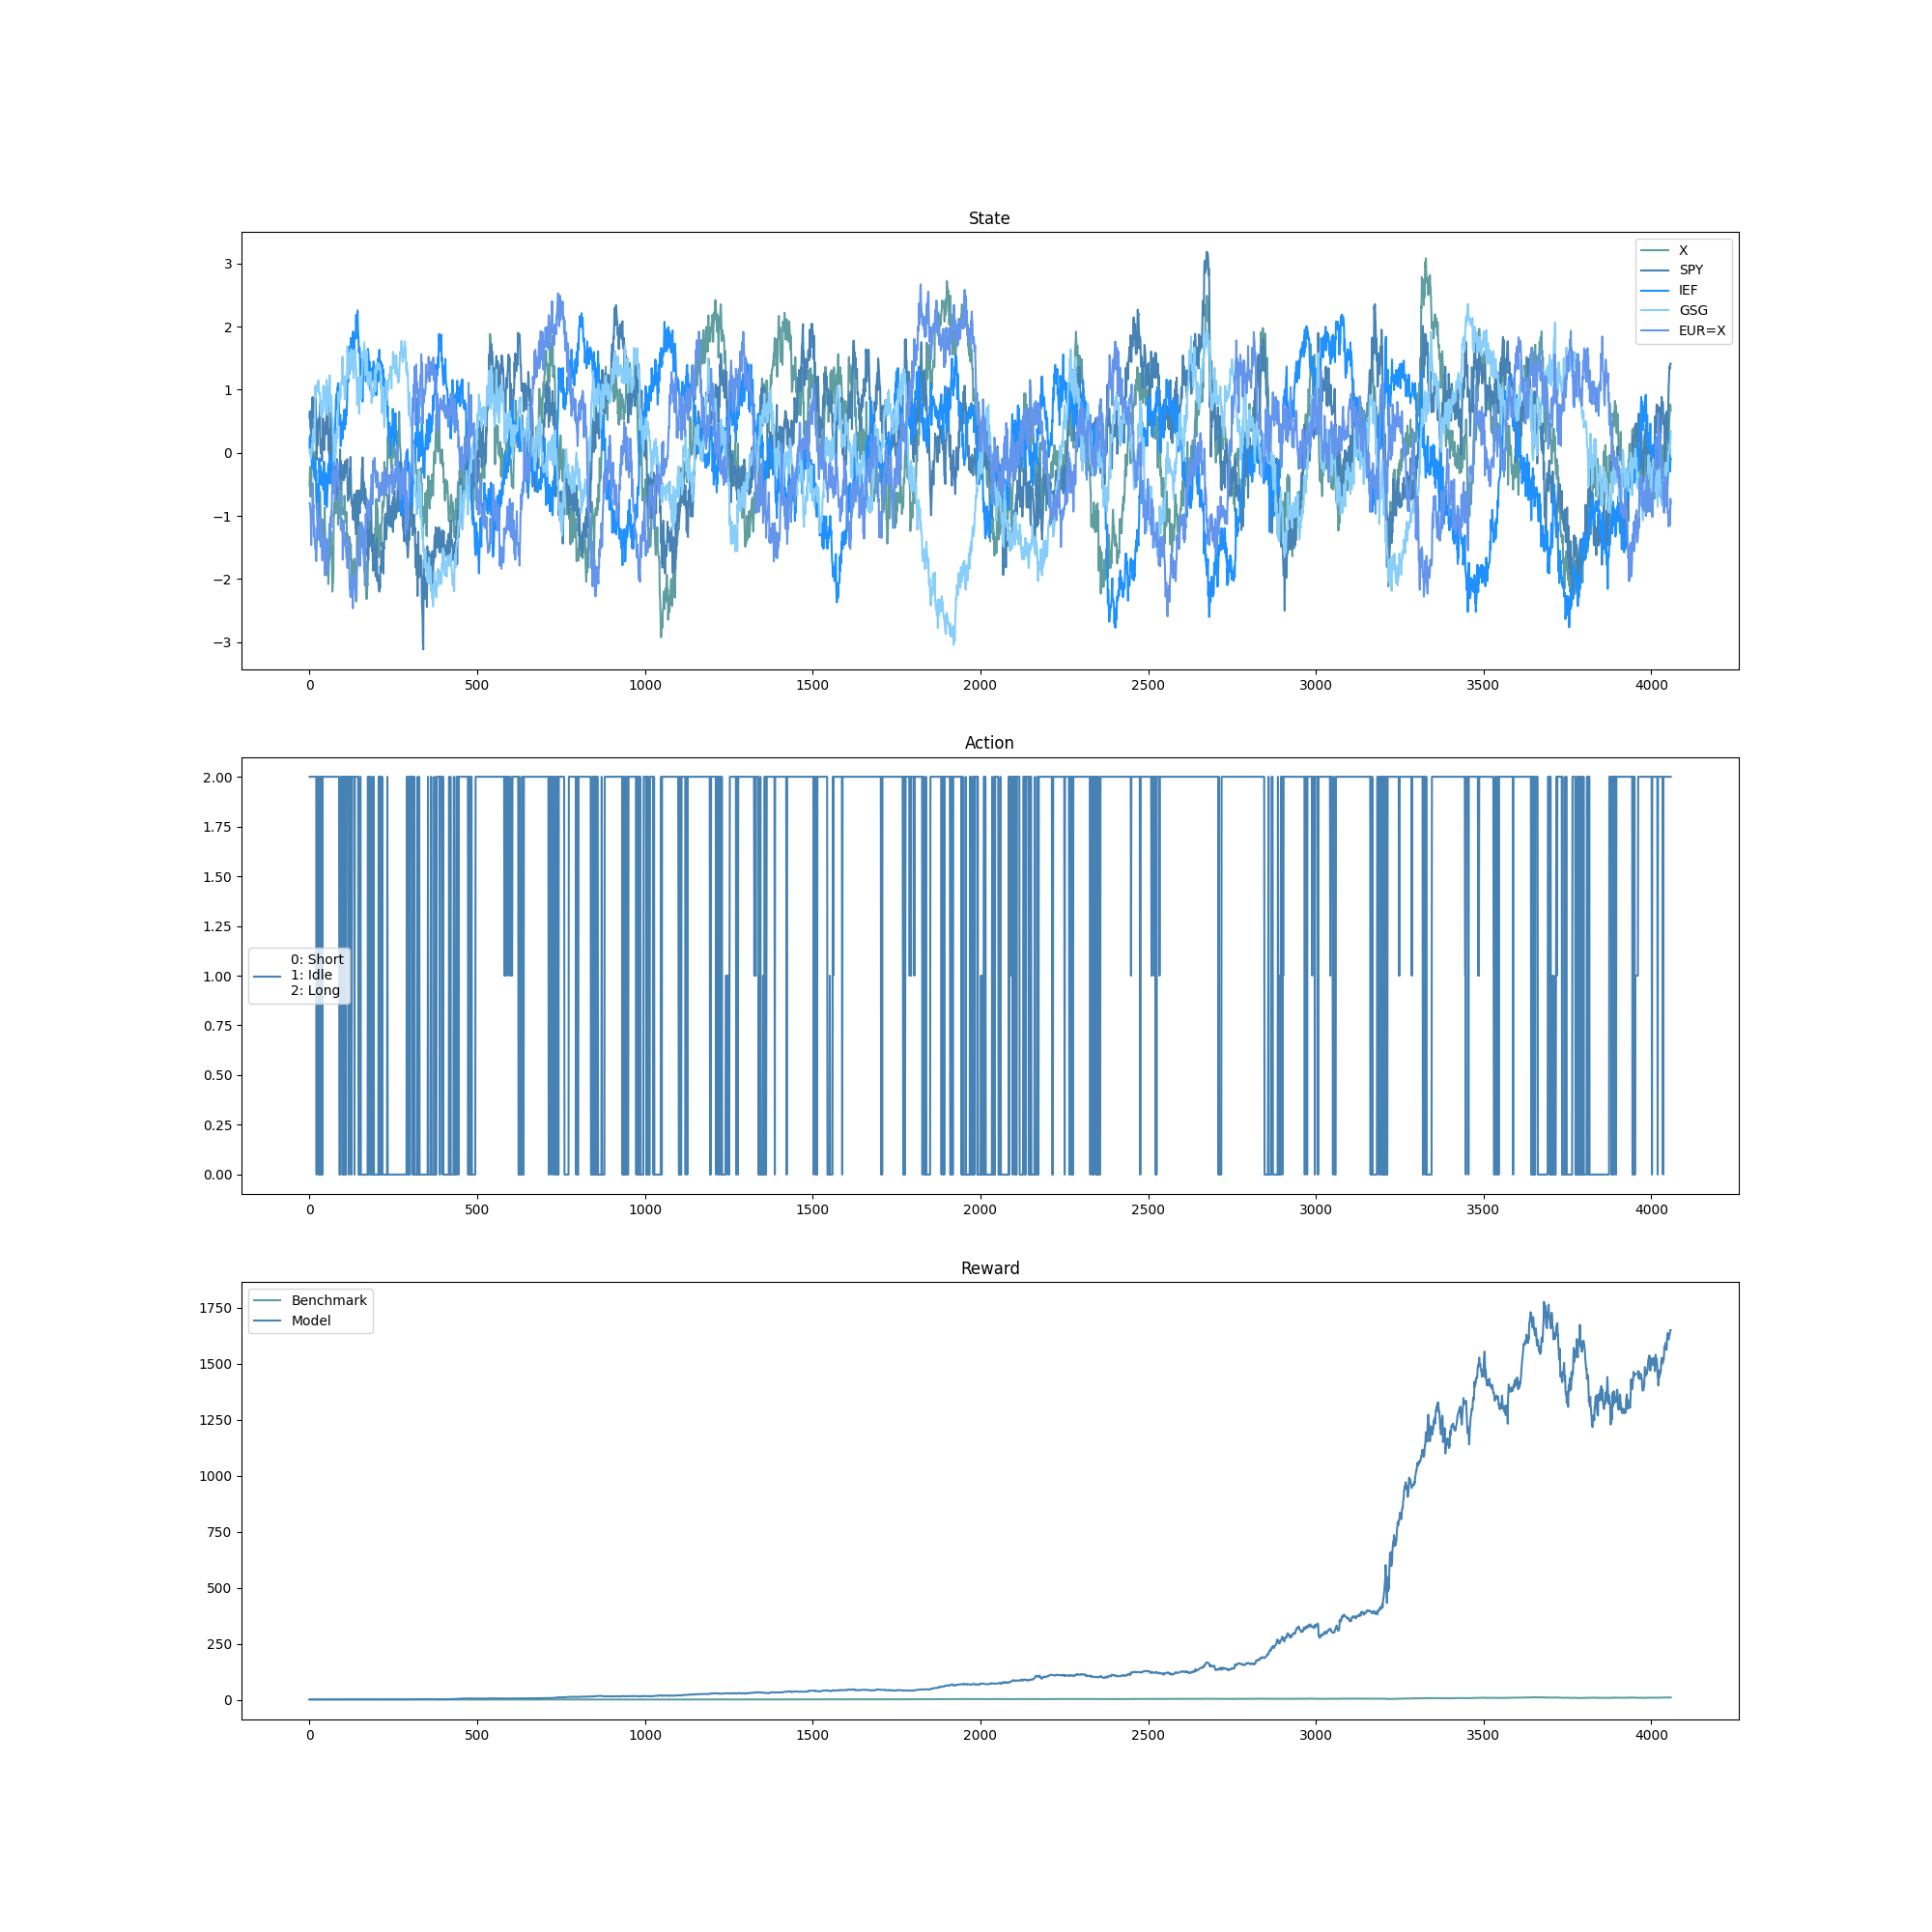 State
X
SPY
IEF
GSG
EUR=X
3
2
1
0
−1
−2
−3
0 500 1000 1500 2000 2500 3000 3500 4000
Action
2.00
1.75
1.50
1.25
1.00
0.75
0.50
0.25
0.00
0: Short
1: Idle
2: Long
0 500 1000 1500 2000 2500 3000 3500 4000
Reward
Benchmark
Model
1750
1500
1250
1000
750
500
250
0
0 500 1000 1500 2000 2500 3000 3500 4000